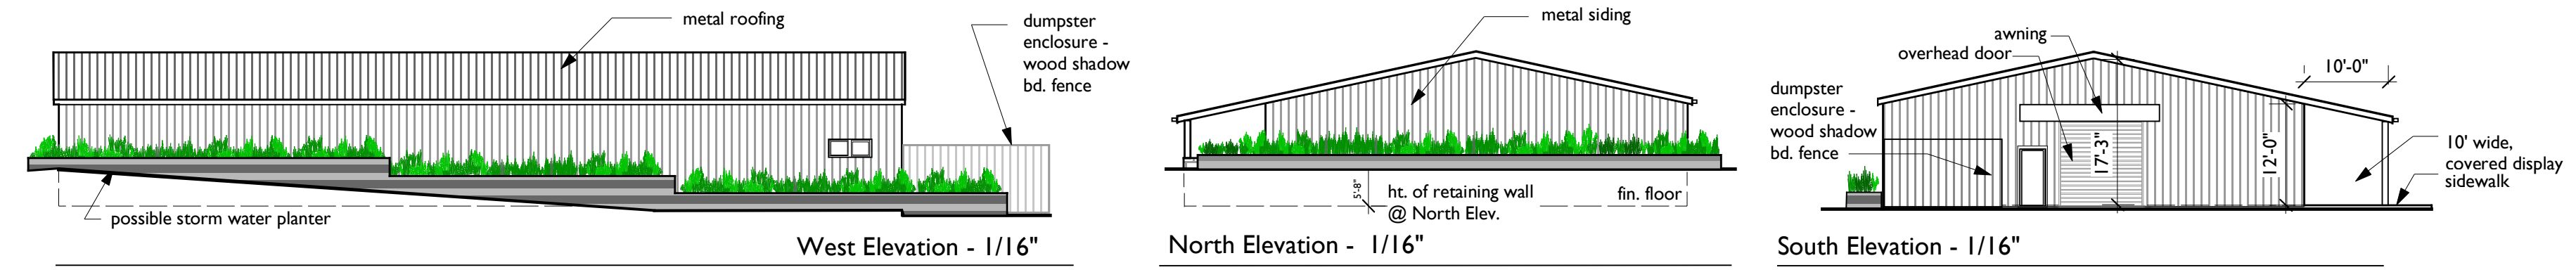 metal roofing
dumpster
enclosure -
wood shadow
bd. fence
possible storm water planter
West Elevation - 1/16"
metal siding
5'-8"
ht. of retaining wall
@ North Elev.
fin. floor
North Elevation - 1/16"
awning
overhead door
dumpster
enclosure -
wood shadow
bd. fence
17'-3"
12'-0"
10'-0"
10' wide,
covered display
sidewalk
South Elevation - 1/16"